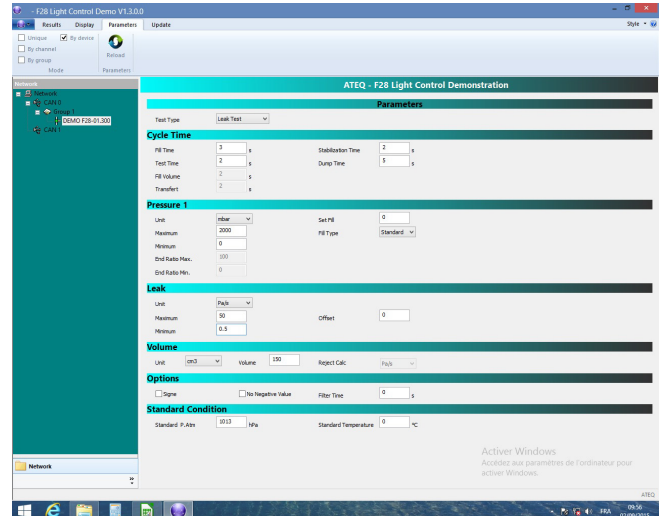 - F28 Light Control Demo V1.3.0.0
Results Display Parameters Update Style
Unique By device
By channel
By group
Reload
Mode Parameters
Network
Network
CAN 0
Group 1
DEMO F28-01.300
CAN 1
ATEQ - F28 Light Control Demonstration
Parameters
Test Type Leak Test
Cycle Time
Fill Time 3 s Stabilization Time 2 s
Test Time 2 s Dump Time 5 s
Fill Volume 2 s
Transfert 2 s
Pressure 1
Unit mbar Set Fill 0
Maximum 2000 Fill Type Standard
Minimum 0
End Ratio Max. 100
End Ratio Min. 0
Leak
Unit Pa/s
Maximum 50 Offset 0
Minimum 0.5
Volume
Unit cm3 Volume 150 Reject Calc Pa/s
Options
Signe No Negative Value Filter Time 0 s
Standard Condition
Standard P.Atm 1013 hPa Standard Temperature 0 °C
Activer Windows
Accédez aux paramètres de l'ordinateur pour
activer Windows.
Network
ATEQ
FRA 09:56
02/09/2015